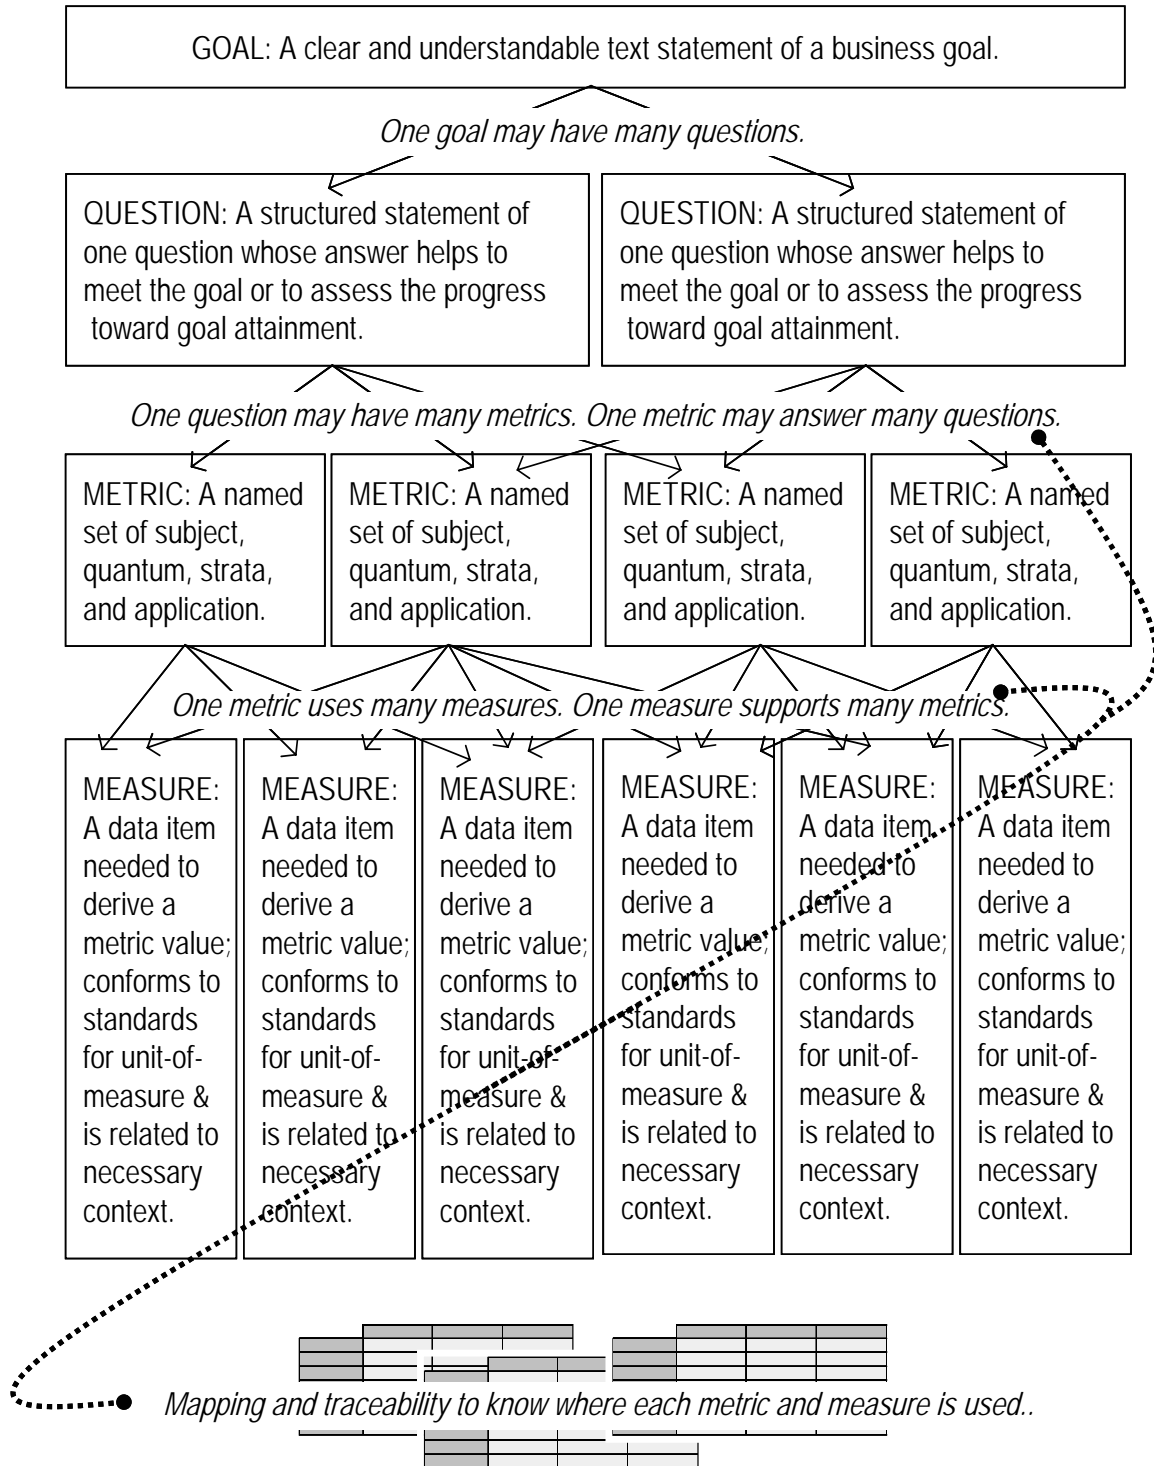 GOAL: A clear and understandable text statement of a business goal.
One goal may have many questions.
QUESTION: A structured statement of
one question whose answer helps to
meet the goal or to assess the progress
toward goal attainment.
QUESTION: A structured statement of
one question whose answer helps to
meet the goal or to assess the progress
toward goal attainment.
One question may have many metrics. One metric may answer many questions.
METRIC: A named
set of subject,
quantum, strata,
and application.
METRIC: A named
set of subject,
quantum, strata,
and application.
METRIC: A named
set of subject,
quantum, strata,
and application.
METRIC: A named
set of subject,
quantum, strata,
and application.
One metric uses many measures. One measure supports many metrics.
MEASURE:
A data item
needed to
derive a
metric value;
conforms to
standards
for unit-of-
measure &
is related to
necessary
context.
MEASURE:
A data item
needed to
derive a
metric value;
conforms to
standards
for unit-of-
measure &
is related to
necessary
context.
MEASURE:
A data item
needed to
derive a
metric value;
conforms to
standards
for unit-of-
measure &
is related to
necessary
context.
MEASURE:
A data item
needed to
derive a
metric value;
conforms to
standards
for unit-of-
measure &
is related to
necessary
context.
MEASURE:
A data item
needed to
derive a
metric value;
conforms to
standards
for unit-of-
measure &
is related to
necessary
context.
MEASURE:
A data item
needed to
derive a
metric value;
conforms to
standards
for unit-of-
measure &
is related to
necessary
context.
Mapping and traceability to know where each metric and measure is used..